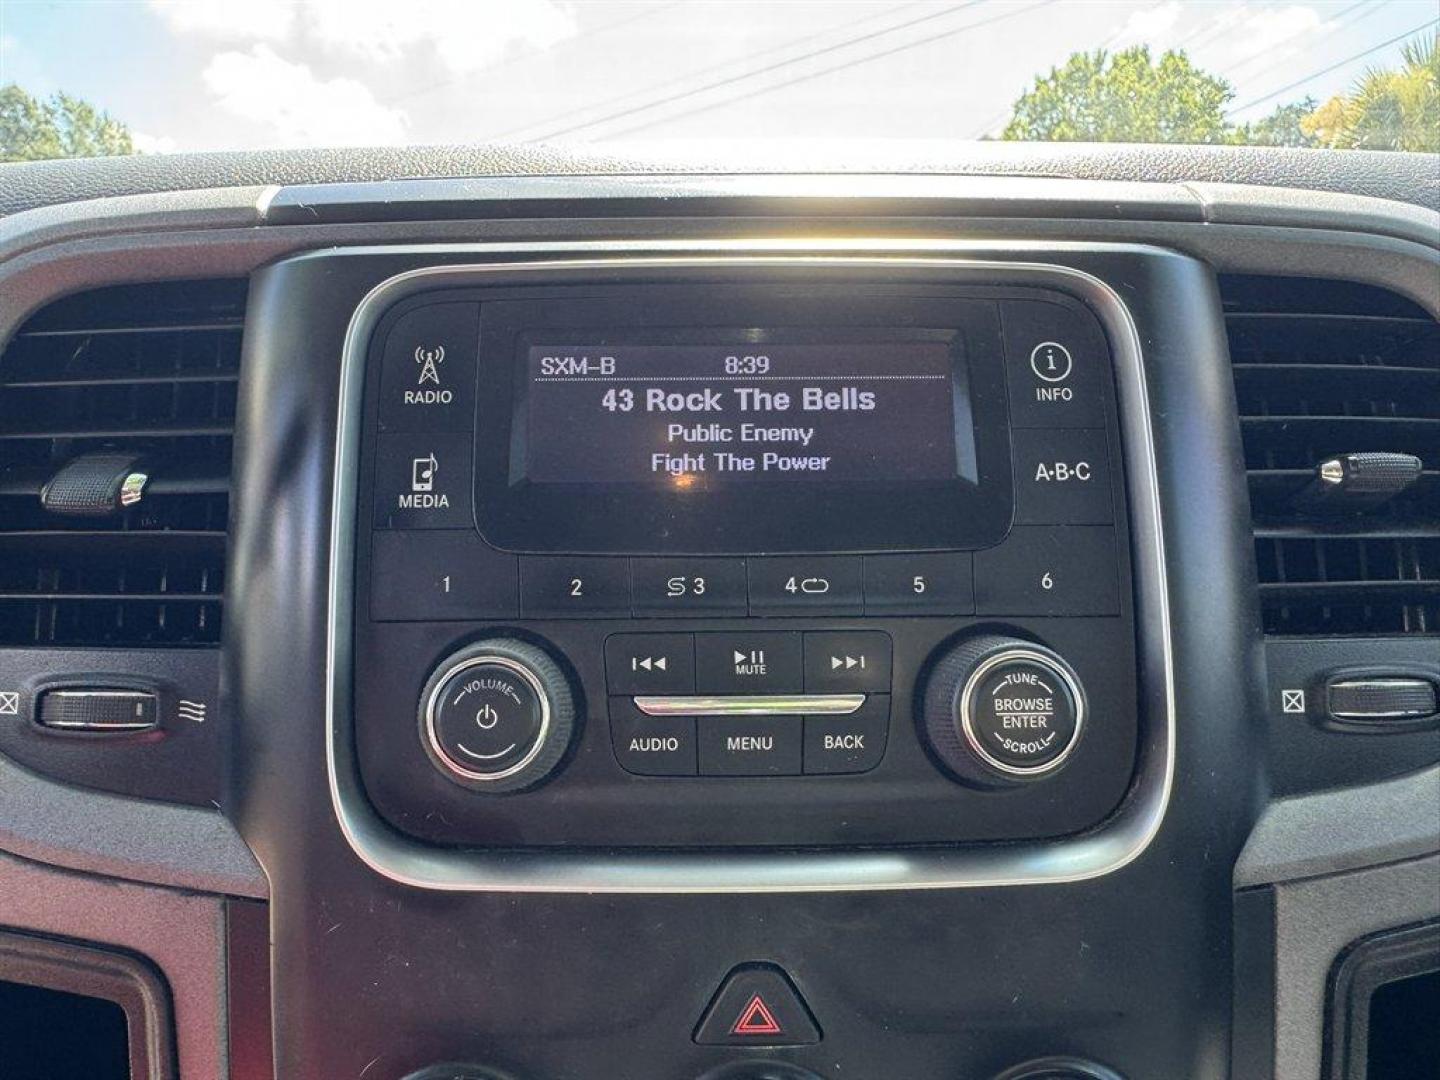 SXM-B 8:39
43 Rock The Bells
Public Enemy
Fight The Power
RADIO
MEDIA
INFO
A•B•C
1 2 3 4 5 6
VOLUME
MUTE
AUDIO MENU BACK
TUNE
BROWSE
ENTER
SCROLL